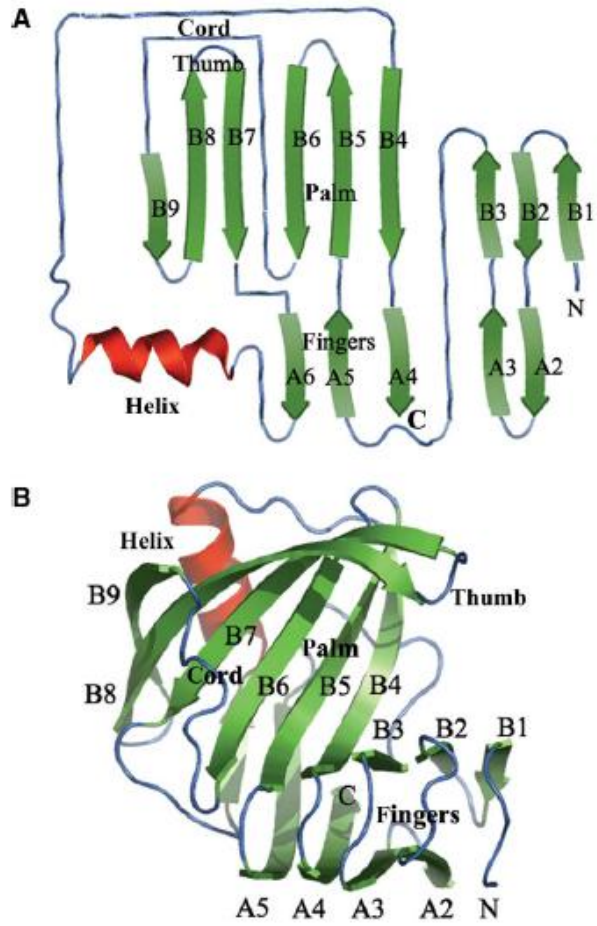 A
Cord
Thumb
B8 B7 B6 B5 B4
B9 Palm B3 B2 B1
N
Fingers
A6 A5 A4 A3 A2
Helix C
B
Helix
B9 Thumb
B7 Palm
Cord B6 B5 B4
B8
B3 B2 B1
C Fingers
A5 A4 A3 A2 N